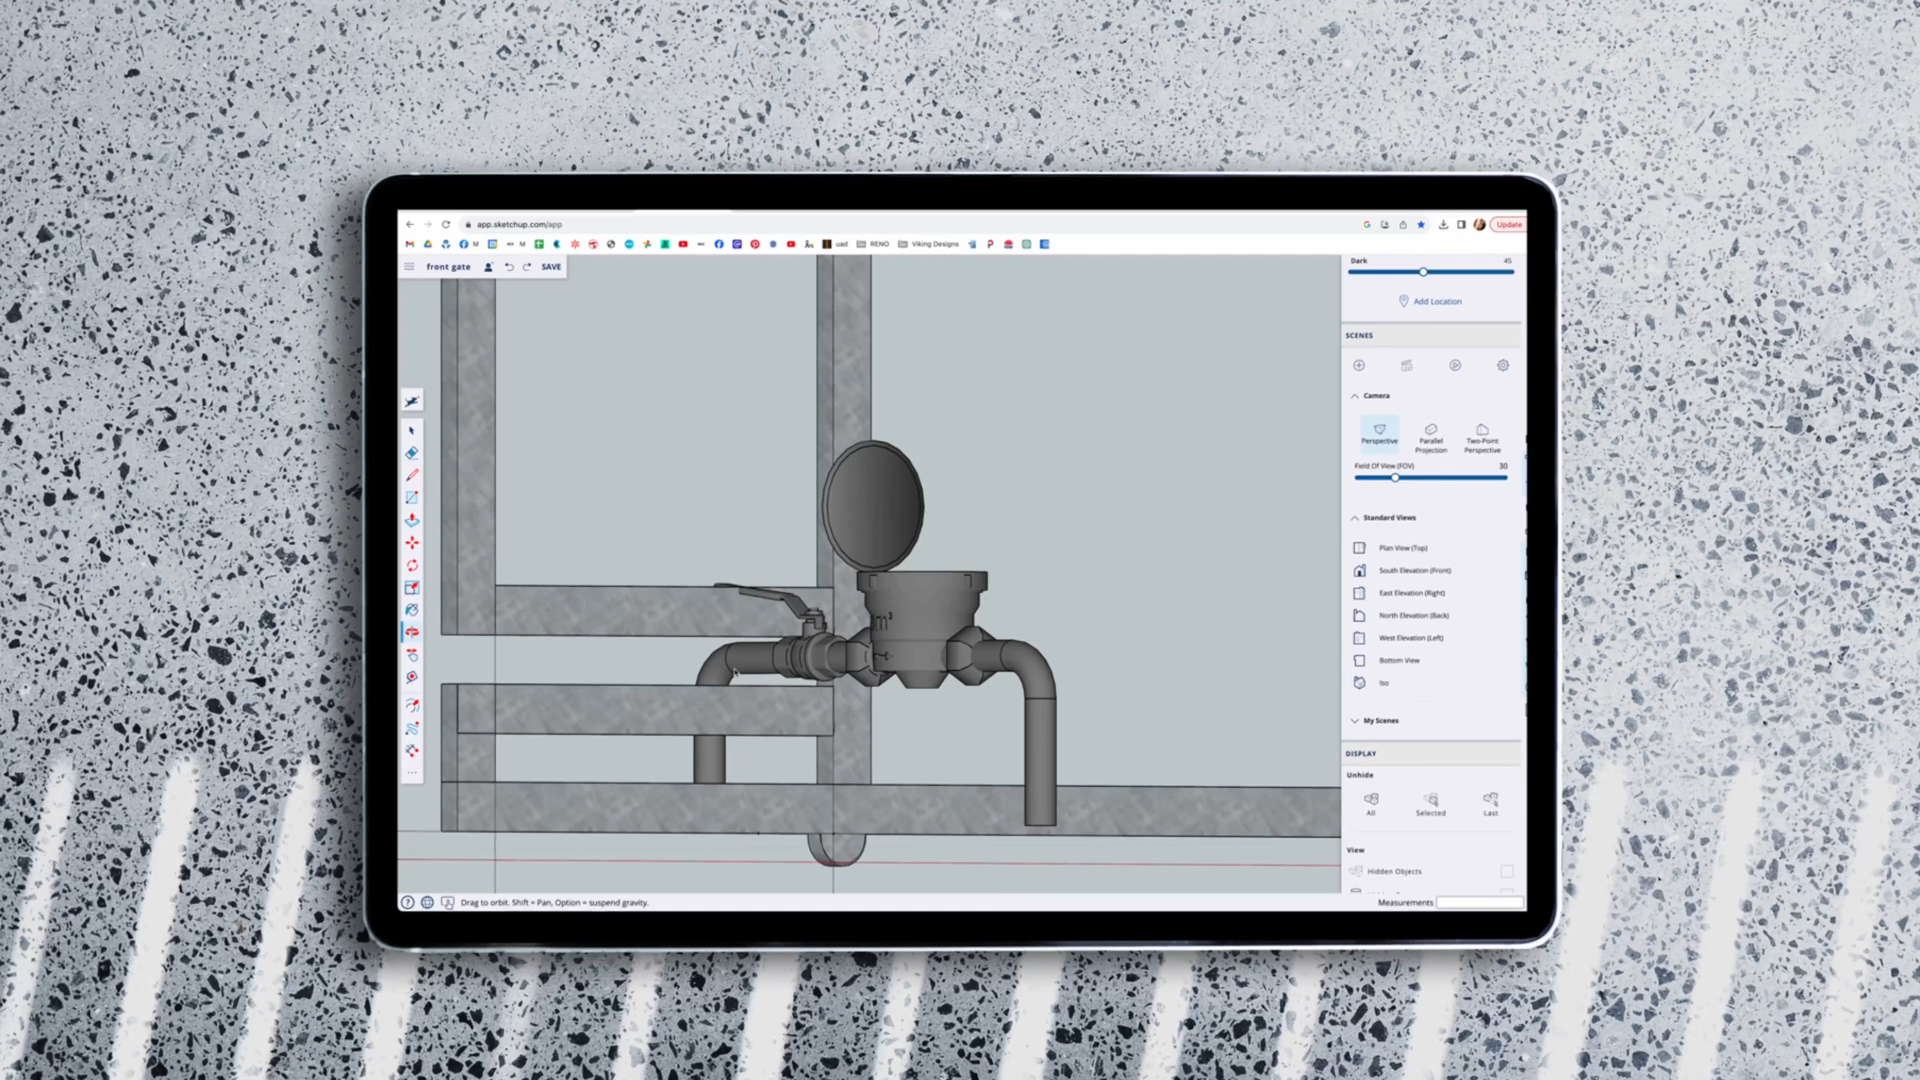 app.sketchup.com/app
Update
M
M
uad
RENO
Viking Designs
front gate
SAVE
Dark
45
Add Location
SCENES
Camera
Perspective
Parallel Projection
Two-Point Perspective
Field Of View (FOV)
30
Standard Views
Plan View (Top)
South Elevation (Front)
East Elevation (Right)
North Elevation (Back)
West Elevation (Left)
Bottom View
Iso
My Scenes
DISPLAY
Unhide
All
Selected
Last
View
Hidden Objects
m³
Drag to orbit. Shift = Pan, Option = suspend gravity.
Measurements